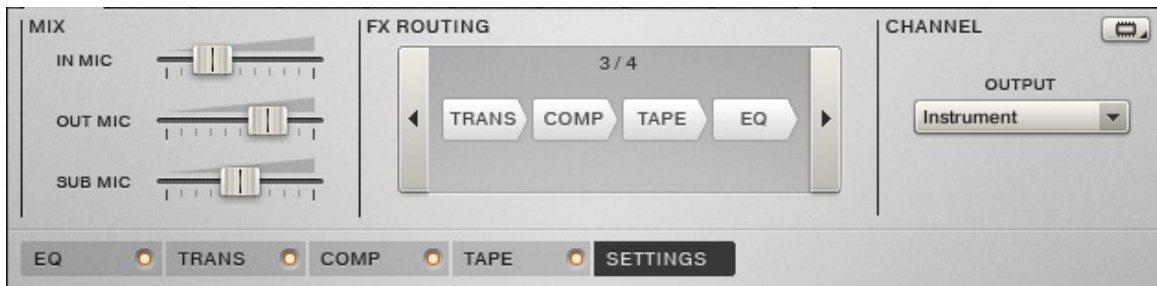 MIX
IN MIC
OUT MIC
SUB MIC
FX ROUTING
3 / 4
TRANS COMP TAPE EQ
CHANNEL
OUTPUT
Instrument
EQ TRANS COMP TAPE SETTINGS